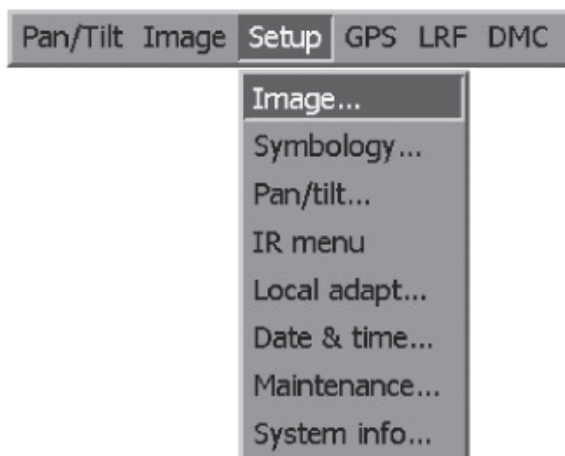 Pan/Tilt Image Setup GPS LRF DMC
Image...
Symbology...
Pan/tilt...
IR menu
Local adapt...
Date & time...
Maintenance...
System info...